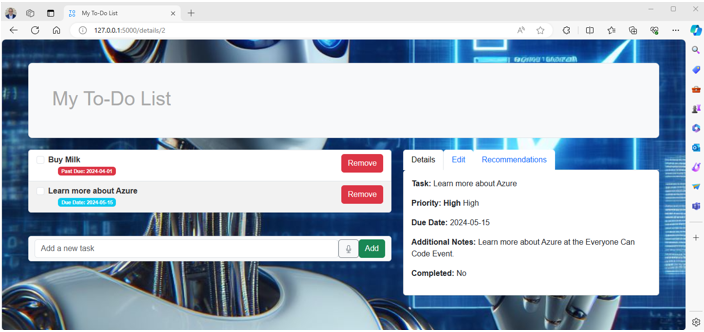 My To-Do List
127.0.0.1:5000/details/2
My To-Do List
Buy Milk
Remove
Past Due: 2024-04-01
Learn more about Azure
Remove
Due Date: 2024-05-15
Add a new task
Add
Details
Edit
Recommendations
Task: Learn more about Azure
Priority: High High
Due Date: 2024-05-15
Additional Notes: Learn more about Azure at the Everyone Can
Code Event.
Completed: No